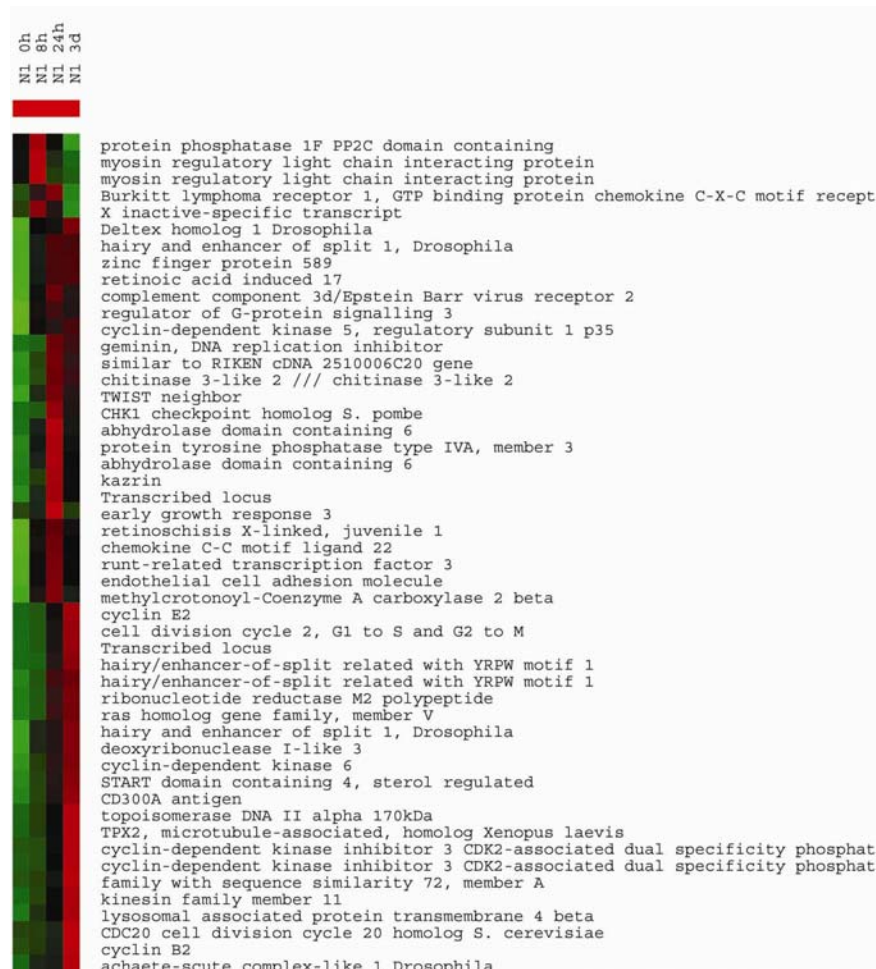 N1 0h
N1 8h
N1 24h
N1 3d
protein phosphatase 1F PP2C domain containing
myosin regulatory light chain interacting protein
myosin regulatory light chain interacting protein
Burkitt lymphoma receptor 1, GTP binding protein chemokine C-X-C motif recept
X inactive-specific transcript
Deltex homolog 1 Drosophila
hairy and enhancer of split 1, Drosophila
zinc finger protein 589
retinoic acid induced 17
complement component 3d/Epstein Barr virus receptor 2
regulator of G-protein signalling 3
cyclin-dependent kinase 5, regulatory subunit 1 p35
geminin, DNA replication inhibitor
similar to RIKEN cDNA 2510006C20 gene
chitinase 3-like 2 /// chitinase 3-like 2
TWIST neighbor
CHK1 checkpoint homolog S. pombe
abhydrolase domain containing 6
protein tyrosine phosphatase type IVA, member 3
abhydrolase domain containing 6
kazrin
Transcribed locus
early growth response 3
retinoschisis X-linked, juvenile 1
chemokine C-C motif ligand 22
runt-related transcription factor 3
endothelial cell adhesion molecule
methylcrotonoyl-Coenzyme A carboxylase 2 beta
cyclin E2
cell division cycle 2, G1 to S and G2 to M
Transcribed locus
hairy/enhancer-of-split related with YRPW motif 1
hairy/enhancer-of-split related with YRPW motif 1
ribonucleotide reductase M2 polypeptide
ras homolog gene family, member V
hairy and enhancer of split 1, Drosophila
deoxyribonuclease I-like 3
cyclin-dependent kinase 6
START domain containing 4, sterol regulated
CD300A antigen
topoisomerase DNA II alpha 170kDa
TPX2, microtubule-associated, homolog Xenopus laevis
cyclin-dependent kinase inhibitor 3 CDK2-associated dual specificity phosphat
cyclin-dependent kinase inhibitor 3 CDK2-associated dual specificity phosphat
family with sequence similarity 72, member A
kinesin family member 11
lysosomal associated protein transmembrane 4 beta
CDC20 cell division cycle 20 homolog S. cerevisiae
cyclin B2
achaete-scute complex-like 1 Drosophila